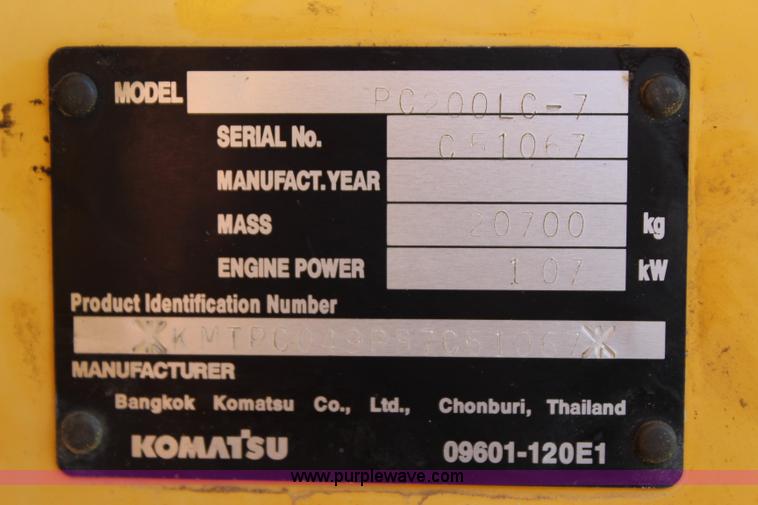 MODEL PC200LC-7
SERIAL No. C51067
MANUFACT.YEAR
MASS 20700 kg
ENGINE POWER 107 kW
Product Identification Number
MANUFACTURER
Bangkok Komatsu Co., Ltd., Chonburi, Thailand
KOMATSU 09601-120E1
www.purplewave.com